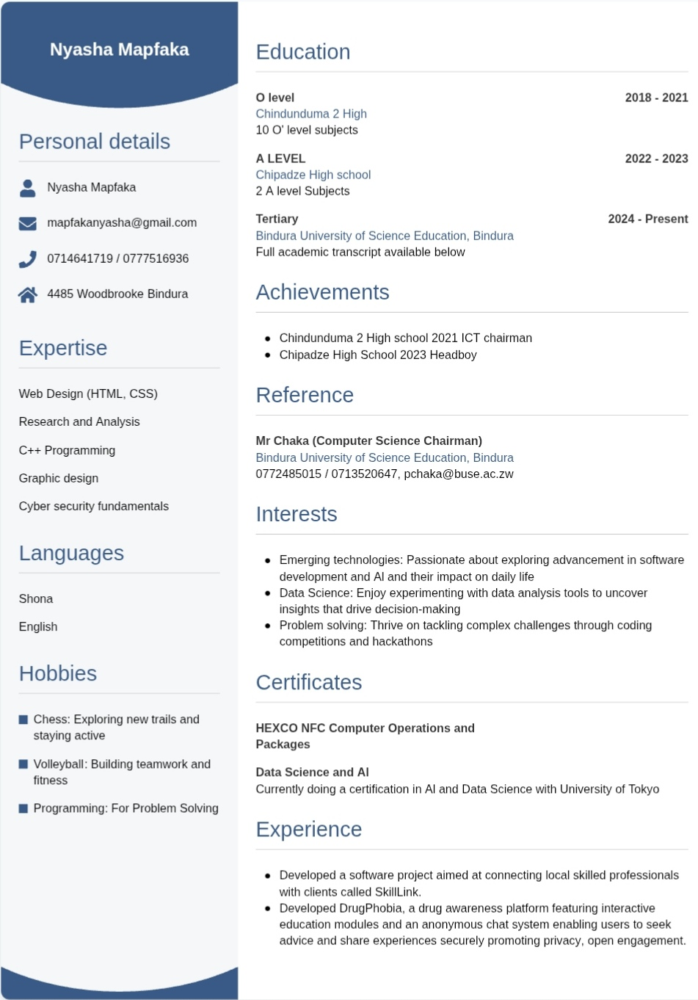 Nyasha Mapfaka
Personal details
Nyasha Mapfaka
mapfakanyasha@gmail.com
0714641719 / 0777516936
4485 Woodbrooke Bindura
Expertise
Web Design (HTML, CSS)
Research and Analysis
C++ Programming
Graphic design
Cyber security fundamentals
Languages
Shona
English
Hobbies
Chess: Exploring new trails and
staying active
Volleyball: Building teamwork and
fitness
Programming: For Problem Solving
Education
O level 2018 - 2021
Chindunduma 2 High
10 O' level subjects
A LEVEL 2022 - 2023
Chipadze High school
2 A level Subjects
Tertiary 2024 - Present
Bindura University of Science Education, Bindura
Full academic transcript available below
Achievements
Chindunduma 2 High school 2021 ICT chairman
Chipadze High School 2023 Headboy
Reference
Mr Chaka (Computer Science Chairman)
Bindura University of Science Education, Bindura
0772485015 / 0713520647, pchaka@buse.ac.zw
Interests
Emerging technologies: Passionate about exploring advancement in software
development and AI and their impact on daily life
Data Science: Enjoy experimenting with data analysis tools to uncover
insights that drive decision-making
Problem solving: Thrive on tackling complex challenges through coding
competitions and hackathons
Certificates
HEXCO NFC Computer Operations and
Packages
Data Science and AI
Currently doing a certification in AI and Data Science with University of Tokyo
Experience
Developed a software project aimed at connecting local skilled professionals
with clients called SkillLink.
Developed DrugPhobia, a drug awareness platform featuring interactive
education modules and an anonymous chat system enabling users to seek
advice and share experiences securely promoting privacy, open engagement.